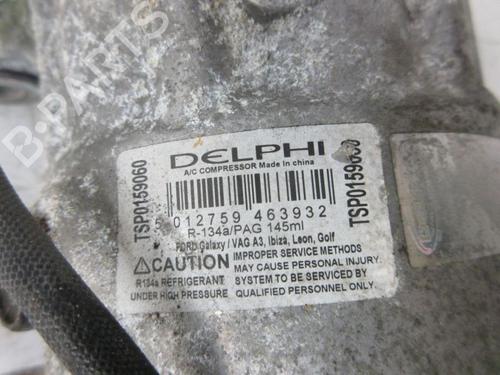 B-PARTS
DELPHI
A/C COMPRESSOR Made in china
TSP0159060
5 012759 463932
TSP0159060
R-134a/PAG 145ml
FORD Galaxy / VAG A3, Ibiza, Leon, Golf
CAUTION
R134a REFRIGERANT
UNDER HIGH PRESSURE
IMPROPER SERVICE METHODS
MAY CAUSE PERSONAL INJURY.
SYSTEM TO BE SERVICED BY
QUALIFIED PERSONNEL ONLY.